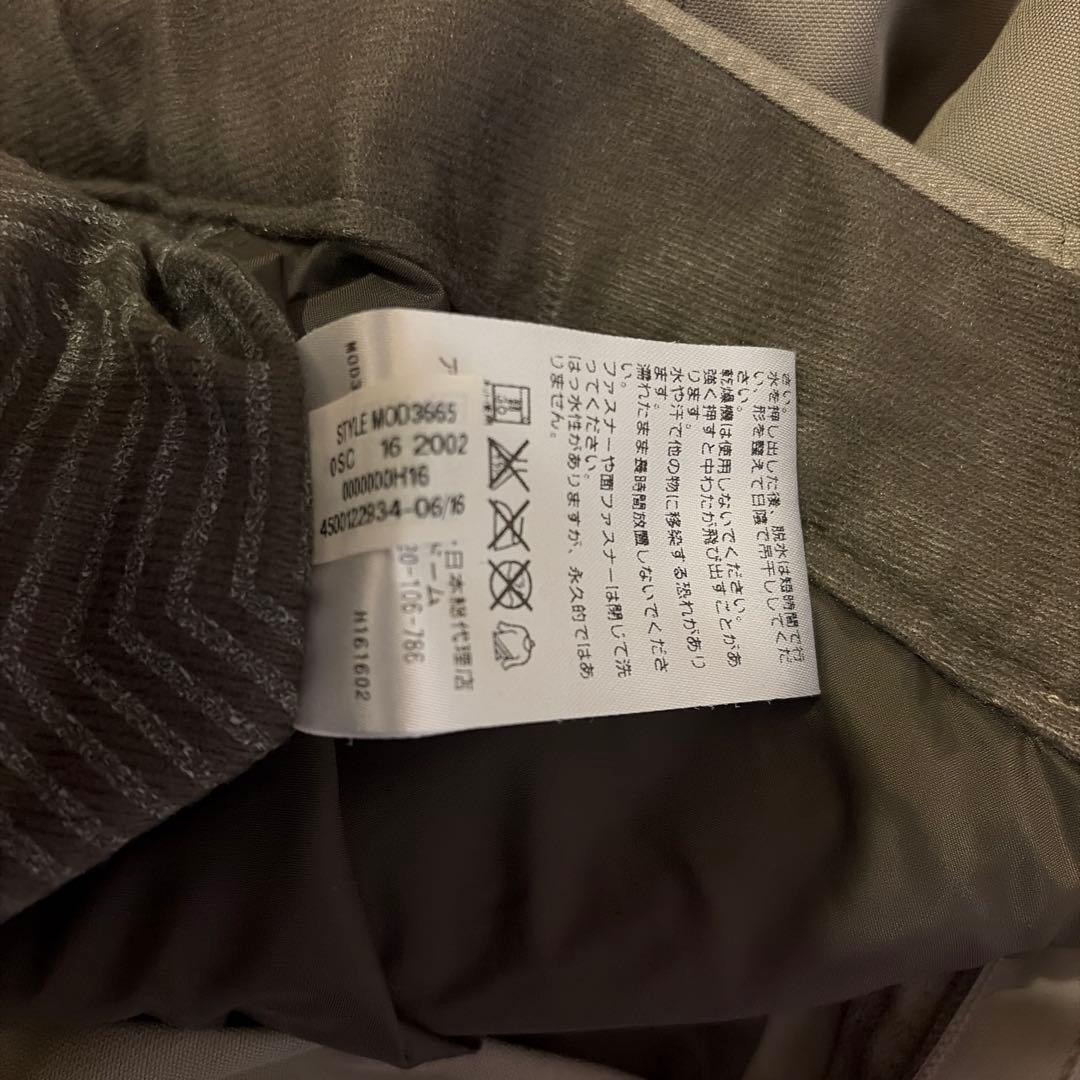 さい。
水を押し出した後、脱水は短時間で行
い、形を整えて日陰で吊干ししてくだ
さい。
乾燥機は使用しないでください。
強く押すと中わたが飛び出すことがあ
ります。
水や汗で他の物に移染する恐れがあり
ます。
濡れたまま長時間放置しないでくださ
い。
ファスナーや面ファスナーは閉じて洗
ってください。
はっ水性がありますが、永久的ではあ
りません。
STYLE MOD3665
0SC 16 2002
0000000H16
4500122934-06/16
日本総代理店
ドーム
20-106-786
MOD3
H161602